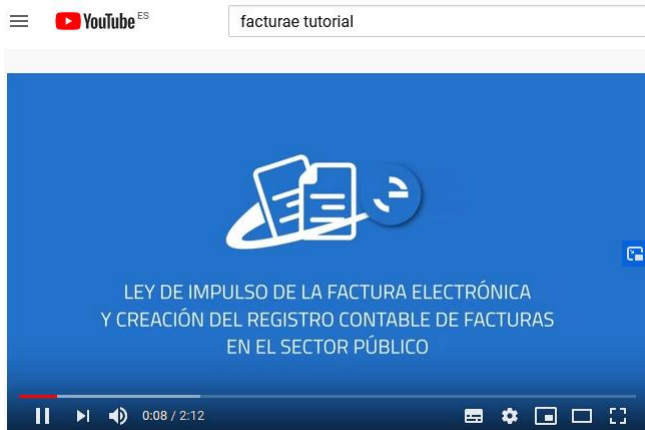 YouTube ES
facturae tutorial
LEY DE IMPULSO DE LA FACTURA ELECTRÓNICA
Y CREACIÓN DEL REGISTRO CONTABLE DE FACTURAS
EN EL SECTOR PÚBLICO
0:08 / 2:12